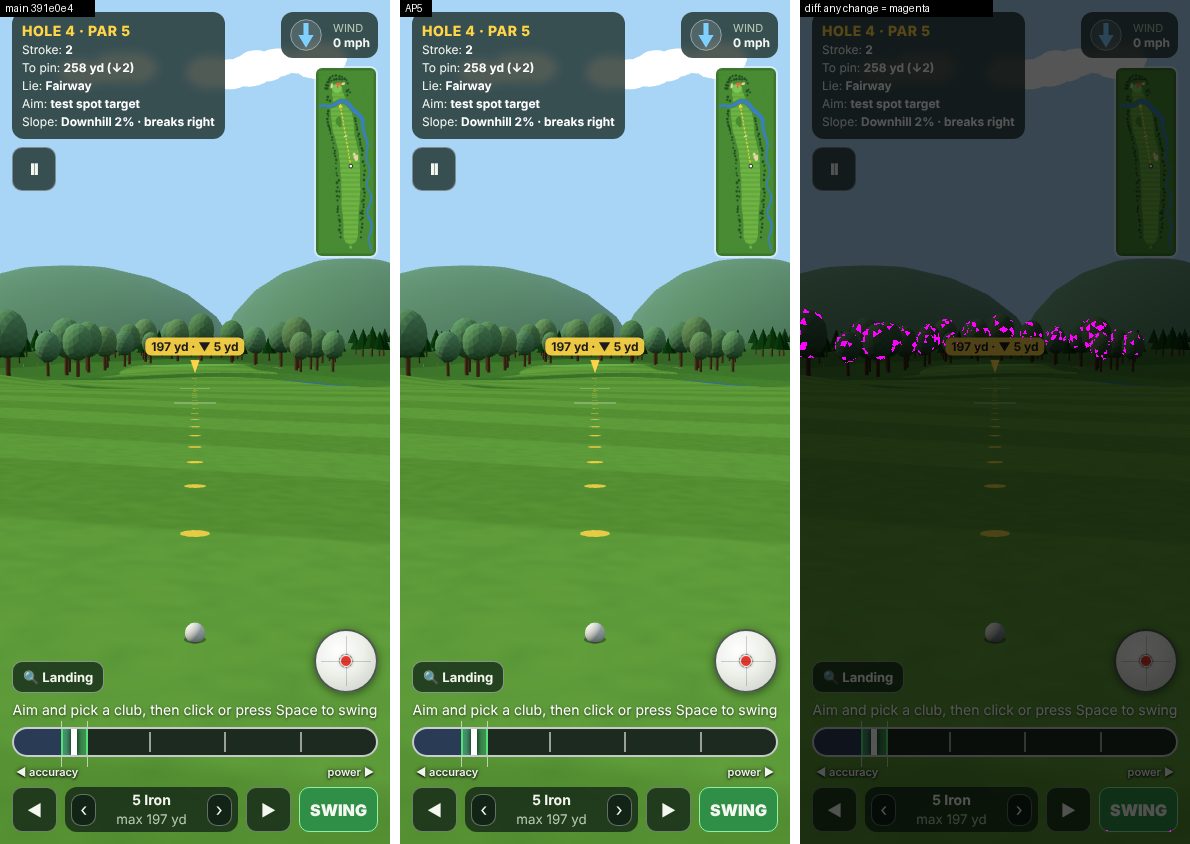 main 391e0e4
HOLE 4 · PAR 5
Stroke: 2
To pin: 258 yd (↓2)
Lie: Fairway
Aim: test spot target
Slope: Downhill 2% · breaks right
WIND
0 mph
197 yd · ▼ 5 yd
🔍 Landing
Aim and pick a club, then click or press Space to swing
◀ accuracy
power ▶
◀
‹
5 Iron
max 197 yd
›
▶
SWING
AP5
HOLE 4 · PAR 5
Stroke: 2
To pin: 258 yd (↓2)
Lie: Fairway
Aim: test spot target
Slope: Downhill 2% · breaks right
WIND
0 mph
197 yd · ▼ 5 yd
🔍 Landing
Aim and pick a club, then click or press Space to swing
◀ accuracy
power ▶
◀
‹
5 Iron
max 197 yd
›
▶
SWING
diff: any change = magenta
HOLE 4 · PAR 5
Stroke: 2
To pin: 258 yd (↓2)
Lie: Fairway
Aim: test spot target
Slope: Downhill 2% · breaks right
WIND
0 mph
197 yd · ▼ 5 yd
🔍 Landing
Aim and pick a club, then click or press Space to swing
◀ accuracy
power ▶
◀
‹
5 Iron
max 197 yd
›
▶
SWING